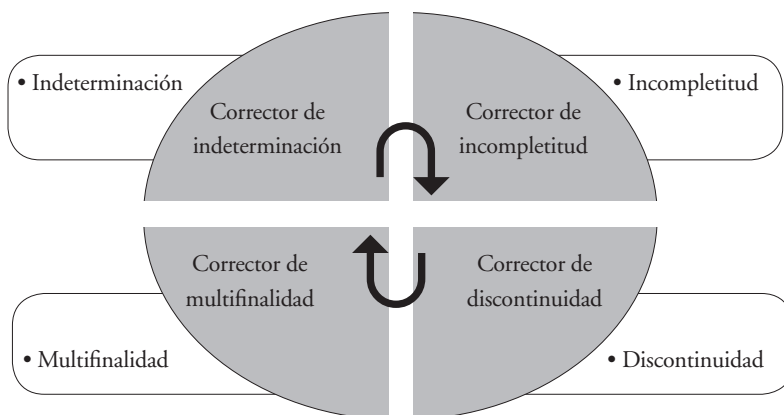 • Indeterminación
• Incompletitud
Corrector de
indeterminación
Corrector de
incompletitud
Corrector de
multifinalidad
Corrector de
discontinuidad
• Multifinalidad
• Discontinuidad